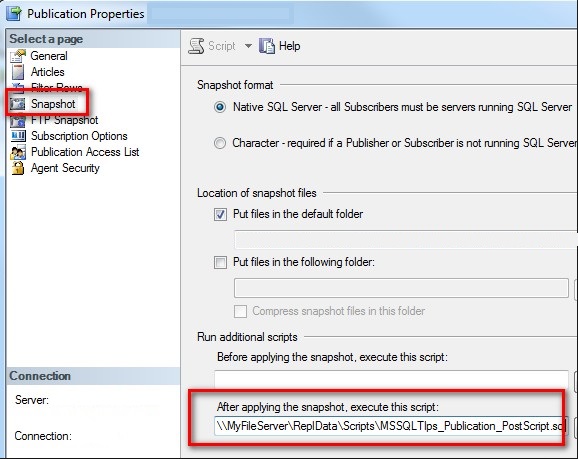 Publication Properties
Select a page
General
Articles
Filter Rows
Snapshot
FTP Snapshot
Subscription Options
Publication Access List
Agent Security
Connection
Server:
Connection:
Script
Help
Snapshot format
Native SQL Server - all Subscribers must be servers running SQL Server
Character - required if a Publisher or Subscriber is not running SQL Server
Location of snapshot files
Put files in the default folder
Put files in the following folder:
Compress snapshot files in this folder
Run additional scripts
Before applying the snapshot, execute this script:
After applying the snapshot, execute this script:
\\MyFileServer\ReplData\Scripts\MSSQLTIps_Publication_PostScript.sq